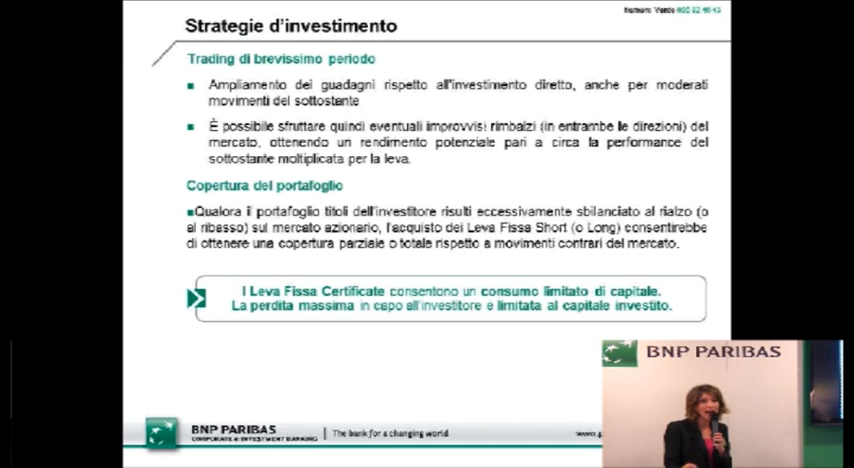 Strategie d'investimento
Numero Verde
Trading di brevissimo periodo
Ampliamento dei guadagni rispetto all'investimento diretto, anche per moderati
movimenti del sottostante
È possibile sfruttare quindi eventuali improvvisi rimbalzi (in entrambe le direzioni) del
mercato, ottenendo un rendimento potenziale pari a circa la performance del
sottostante moltiplicata per la leva.
Copertura del portafoglio
Qualora il portafoglio titoli dell'investitore risulti eccessivamente sbilanciato al rialzo (o
al ribasso) sul mercato azionario, l'acquisto dei Leva Fissa Short (o Long) consentirebbe
di ottenere una copertura parziale o totale rispetto a movimenti contrari del mercato.
I Leva Fissa Certificate consentono un consumo limitato di capitale.
La perdita massima in capo all'investitore e limitata al capitale investito.
BNP PARIBAS
BNP PARIBAS
CORPORATE & INVESTMENT BANKING
The bank for a changing world